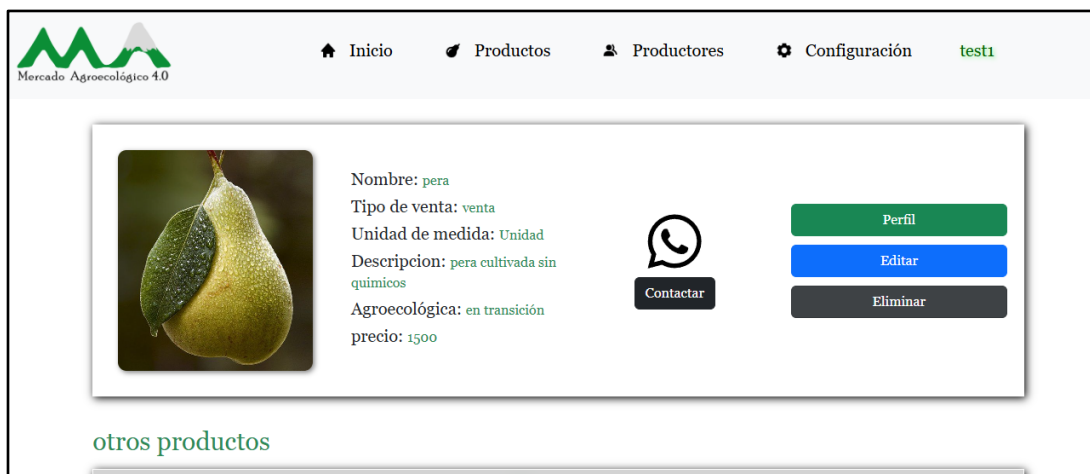 Mercado Agroecológico 4.0
Inicio
Productos
Productores
Configuración
test1
Nombre: pera
Tipo de venta: venta
Unidad de medida: Unidad
Descripcion: pera cultivada sin
quimicos
Agroecológica: en transición
precio: 1500
Contactar
Perfil
Editar
Eliminar
otros productos